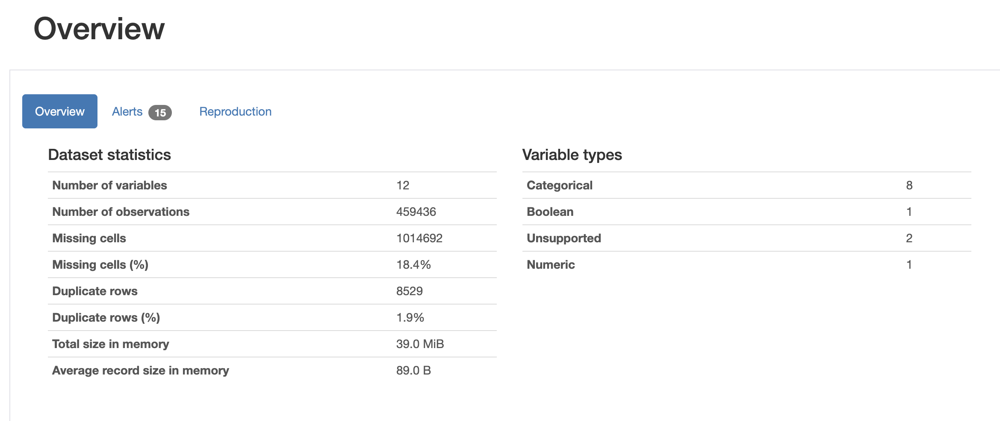 Overview
Overview Alerts 15 Reproduction
Dataset statistics
Number of variables 12
Number of observations 459436
Missing cells 1014692
Missing cells (%) 18.4%
Duplicate rows 8529
Duplicate rows (%) 1.9%
Total size in memory 39.0 MiB
Average record size in memory 89.0 B
Variable types
Categorical 8
Boolean 1
Unsupported 2
Numeric 1